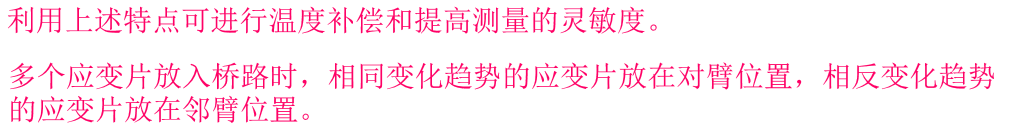 利用上述特点可进行温度补偿和提高测量的灵敏度。
多个应变片放入桥路时，相同变化趋势的应变片放在对臂位置，相反变化趋势
的应变片放在邻臂位置。